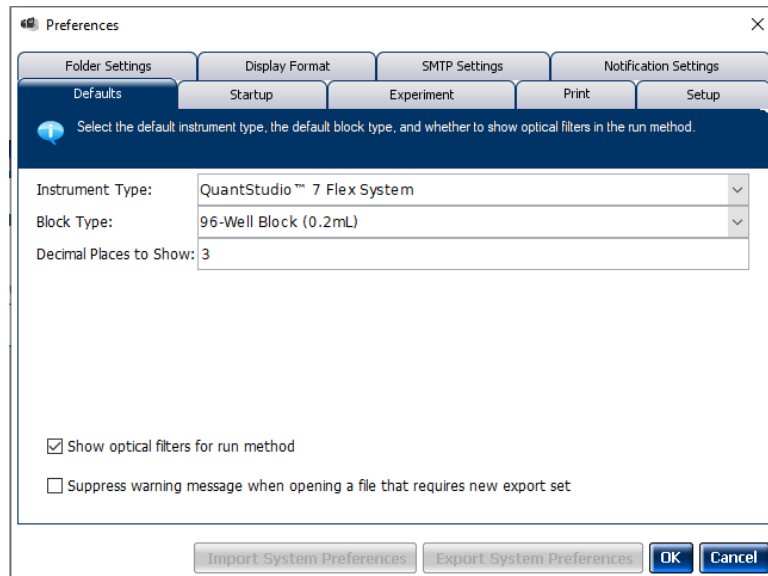 Preferences
Folder Settings Display Format SMTP Settings Notification Settings
Defaults Startup Experiment Print Setup
Select the default instrument type, the default block type, and whether to show optical filters in the run method.
Instrument Type: QuantStudio™ 7 Flex System
Block Type: 96-Well Block (0.2mL)
Decimal Places to Show: 3
Show optical filters for run method
Suppress warning message when opening a file that requires new export set
Import System Preferences Export System Preferences OK Cancel